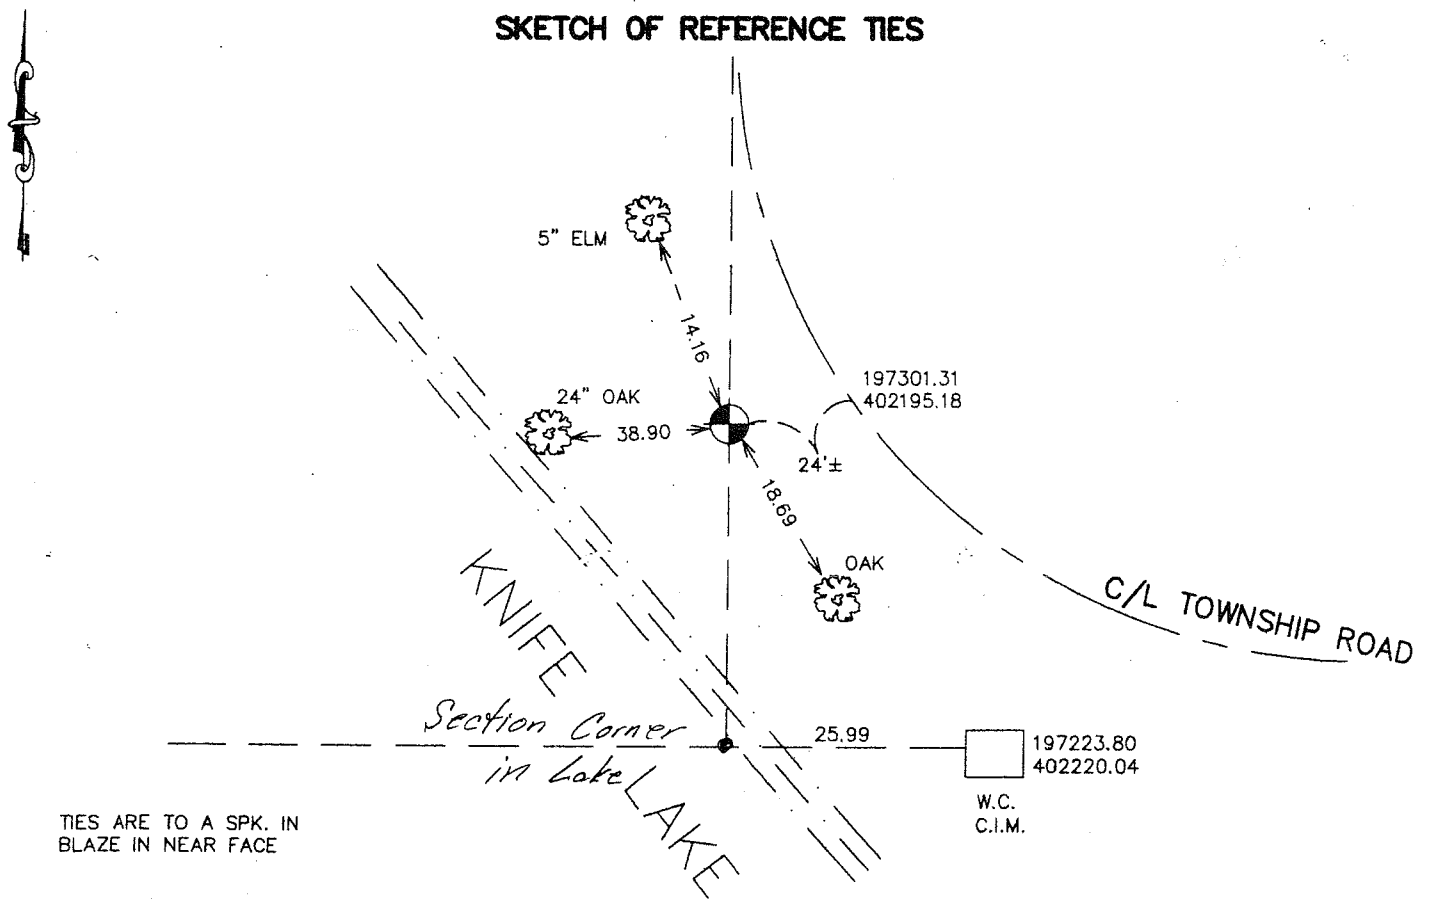 SKETCH OF REFERENCE TIES
5" ELM
14.16
197301.31
402195.18
24" OAK
38.90
24'±
18.69
OAK
KNIFE
C/L TOWNSHIP ROAD
Section Corner
25.99
197223.80
402220.04
in Lake
LAKE
W.C.
C.I.M.
TIES ARE TO A SPK. IN
BLAZE IN NEAR FACE